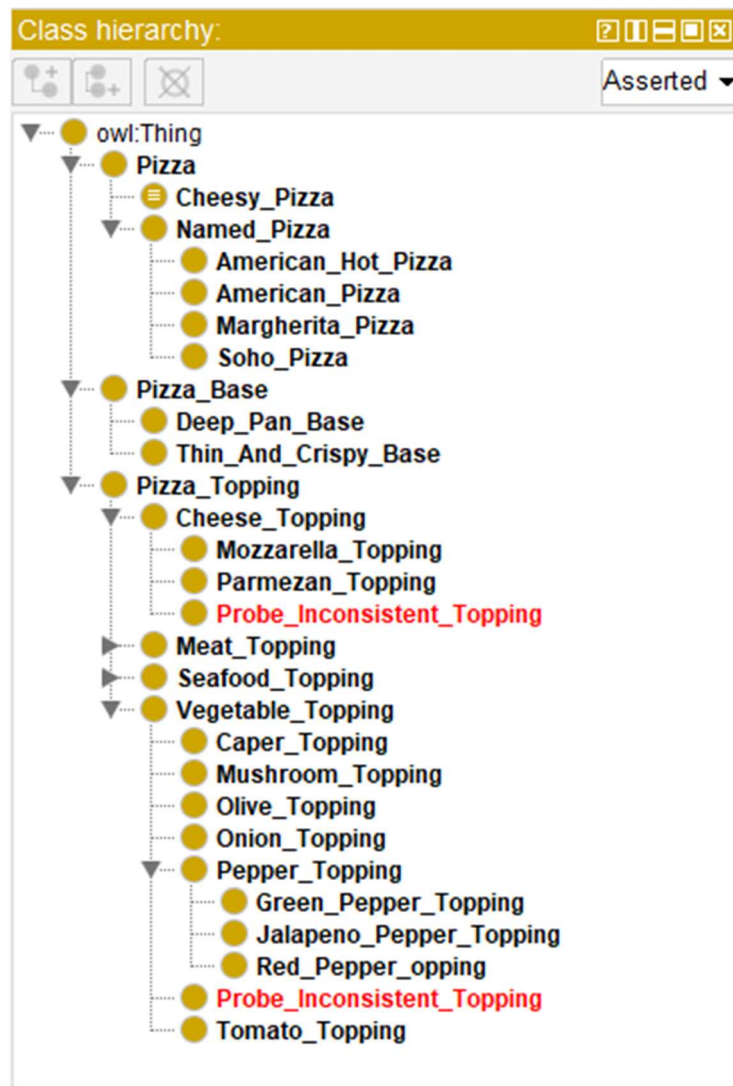 Class hierarchy:
Asserted
owl:Thing
Pizza
Cheesy_Pizza
Named_Pizza
American_Hot_Pizza
American_Pizza
Margherita_Pizza
Soho_Pizza
Pizza_Base
Deep_Pan_Base
Thin_And_Crispy_Base
Pizza_Topping
Cheese_Topping
Mozzarella_Topping
Parmezan_Topping
Probe_Inconsistent_Topping
Meat_Topping
Seafood_Topping
Vegetable_Topping
Caper_Topping
Mushroom_Topping
Olive_Topping
Onion_Topping
Pepper_Topping
Green_Pepper_Topping
Jalapeno_Pepper_Topping
Red_Pepper_opping
Probe_Inconsistent_Topping
Tomato_Topping